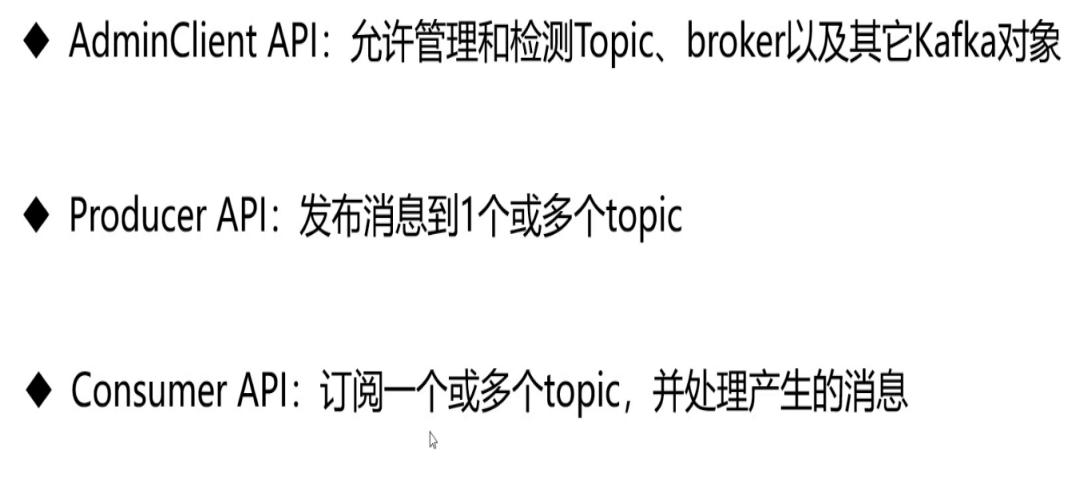 ◆ AdminClient API：允许管理和检测Topic、broker以及其它Kafka对象
◆ Producer API：发布消息到1个或多个topic
◆ Consumer API：订阅一个或多个topic，并处理产生的消息